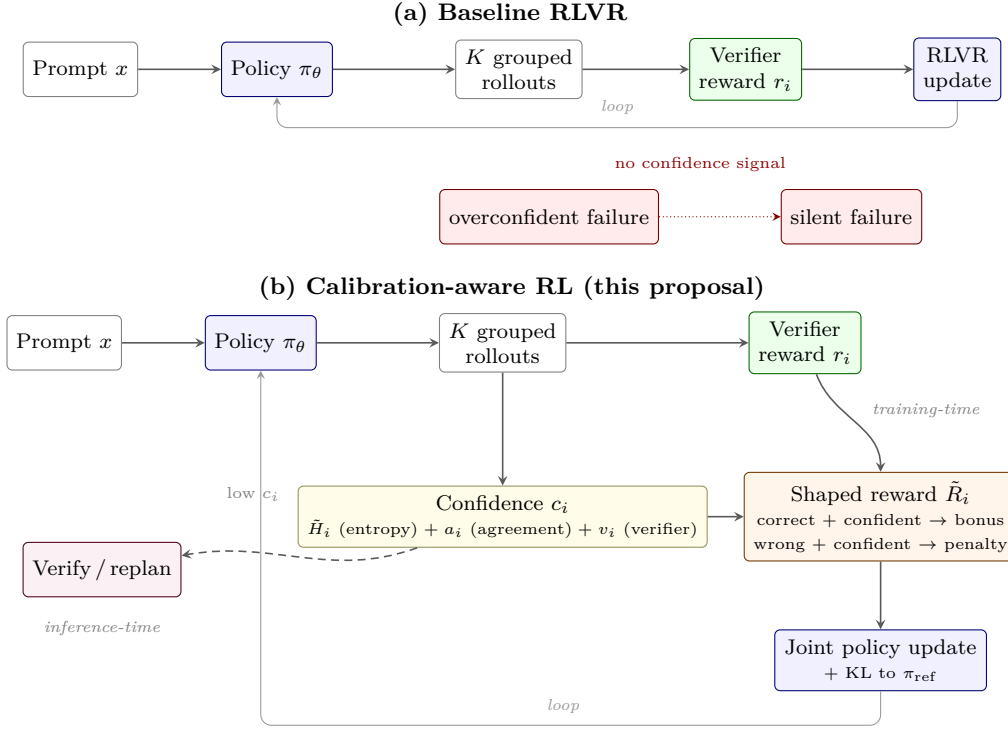 (a) Baseline RLVR
Prompt x
Policy π_θ
K grouped
rollouts
Verifier
reward r_i
RLVR
update
loop
no confidence signal
overconfident failure
silent failure
(b) Calibration-aware RL (this proposal)
Prompt x
Policy π_θ
K grouped
rollouts
Verifier
reward r_i
training-time
low c_i
Confidence c_i
H̃_i (entropy) + a_i (agreement) + v_i (verifier)
Shaped reward R̃_i
correct + confident → bonus
wrong + confident → penalty
Verify / replan
inference-time
Joint policy update
+ KL to π_ref
loop